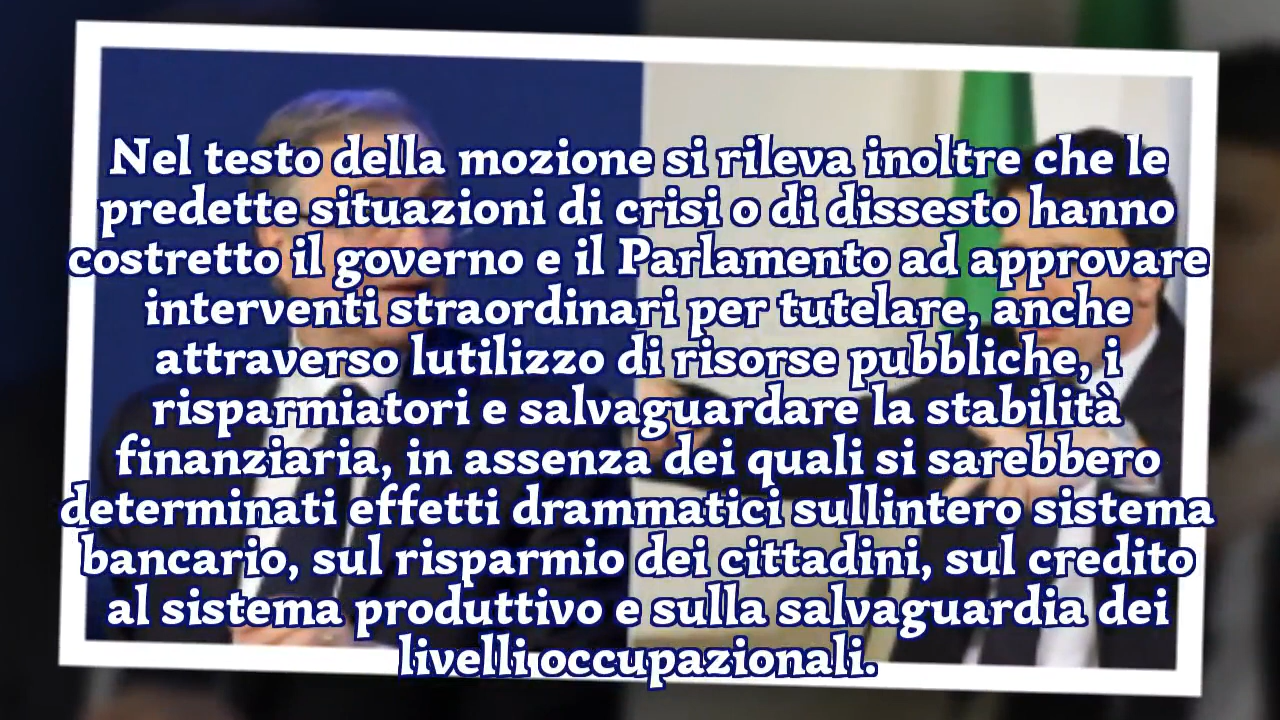 Nel testo della mozione si rileva inoltre che le
predette situazioni di crisi o di dissesto hanno
costretto il governo e il Parlamento ad approvare
interventi straordinari per tutelare, anche
attraverso lutilizzo di risorse pubbliche, i
risparmiatori e salvaguardare la stabilità
finanziaria, in assenza dei quali si sarebbero
determinati effetti drammatici sullintero sistema
bancario, sul risparmio dei cittadini, sul credito
al sistema produttivo e sulla salvaguardia dei
livelli occupazionali.